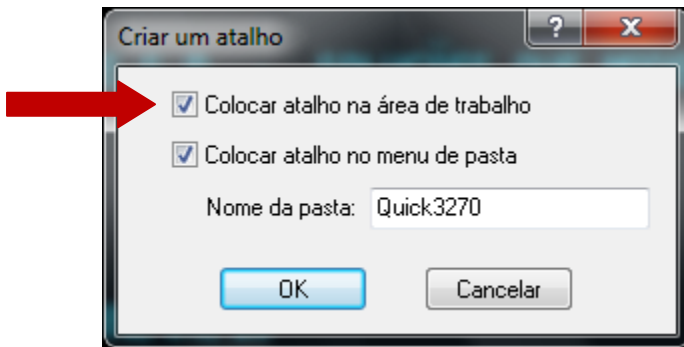 Criar um atalho
?
Colocar atalho na área de trabalho
Colocar atalho no menu de pasta
Nome da pasta: Quick3270
OK Cancelar